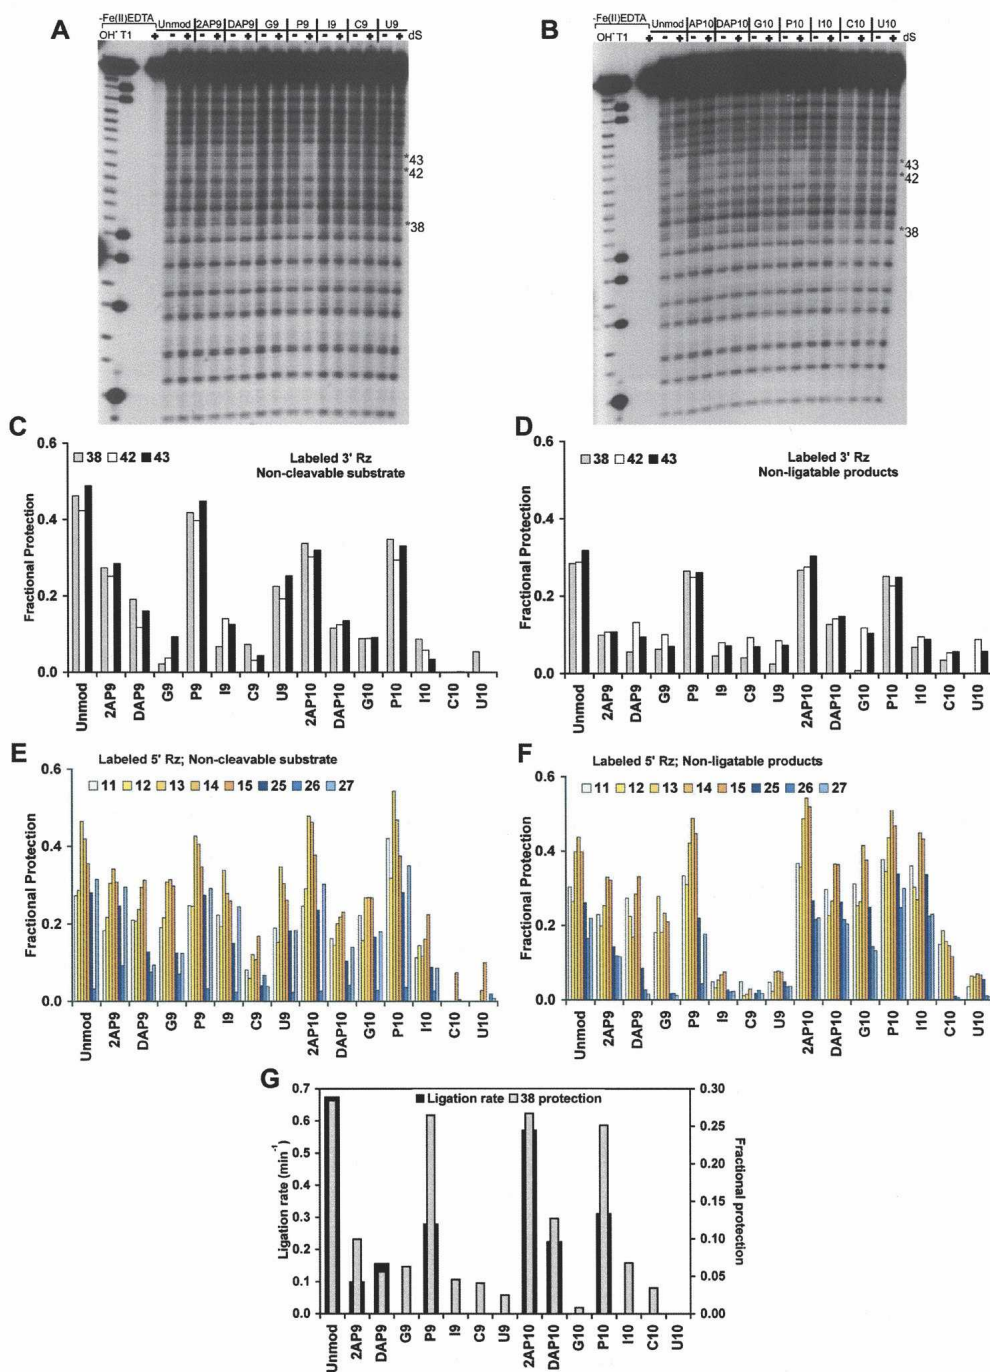 A
-Fe(II)EDTA Unmod 2AP9 DAP9 G9 P9 I9 C9 U9
OH- T1 + - + - + - + - + - + - + - + - + dS
*43
*42
*38
B
-Fe(II)EDTA Unmod AP10 DAP10 G10 P10 I10 C10 U10
OH- T1 + - + - + - + - + - + - + - + - + dS
*43
*42
*38
C
Labeled 3' Rz
Non-cleavable substrate
38 42 43
Fractional Protection
0.6
0.4
0.2
0.0
Unmod 2AP9 DAP9 G9 P9 I9 C9 U9 2AP10 DAP10 G10 P10 I10 C10 U10
D
Labeled 3' Rz
Non-ligatable products
38 42 43
Fractional Protection
0.6
0.4
0.2
0.0
Unmod 2AP9 DAP9 G9 P9 I9 C9 U9 2AP10 DAP10 G10 P10 I10 C10 U10
E
Labeled 5' Rz; Non-cleavable substrate
11 12 13 14 15 25 26 27
Fractional Protection
0.6
0.4
0.2
0.0
Unmod 2AP9 DAP9 G9 P9 I9 C9 U9 2AP10 DAP10 G10 P10 I10 C10 U10
F
Labeled 5' Rz; Non-ligatable products
11 12 13 14 15 25 26 27
Fractional Protection
0.6
0.4
0.2
0.0
Unmod 2AP9 DAP9 G9 P9 I9 C9 U9 2AP10 DAP10 G10 P10 I10 C10 U10
G
Ligation rate 38 protection
Ligation rate (min-1)
0.7
0.6
0.5
0.4
0.3
0.2
0.1
0.0
Fractional protection
0.30
0.25
0.20
0.15
0.10
0.05
0.00
Unmod 2AP9 DAP9 G9 P9 I9 C9 U9 2AP10 DAP10 G10 P10 I10 C10 U10